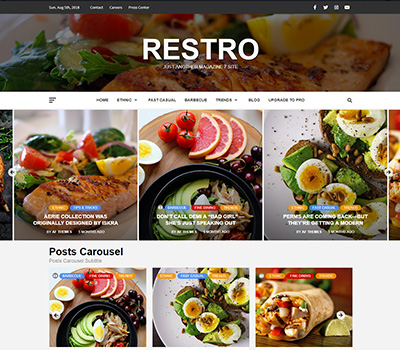 Sun, Aug 5th, 2018 Contact Careers Press Center
RESTRO
JUST ANOTHER MAGAZINE 7 SITE
HOME ETHNIC FAST CASUAL BARBECUE TRENDS BLOG UPGRADE TO PRO
ETHNIC TIPS & TRICKS
AERIE COLLECTION WAS
ORIGINALLY DESIGNED BY ISKRA
BY AF THEMES 5 MONTHS AGO
BARBECUE FINE DINING TRENDS
DON'T CALL DEMI A "BAD GIRL" —
SHE'S JUST SPEAKING OUT
BY AF THEMES 5 MONTHS AGO
ETHNIC FAST CASUAL TRENDS
PERMS ARE COMING BACK—BUT
THEY'RE GETTING A MODERN
BY AF THEMES 5 MONTHS AGO
Posts Carousel
Posts Carousel Subtitle
BARBECUE FINE DINING TRENDS
ETHNIC FAST CASUAL TRENDS
ETHNIC FINE DINING TRENDS